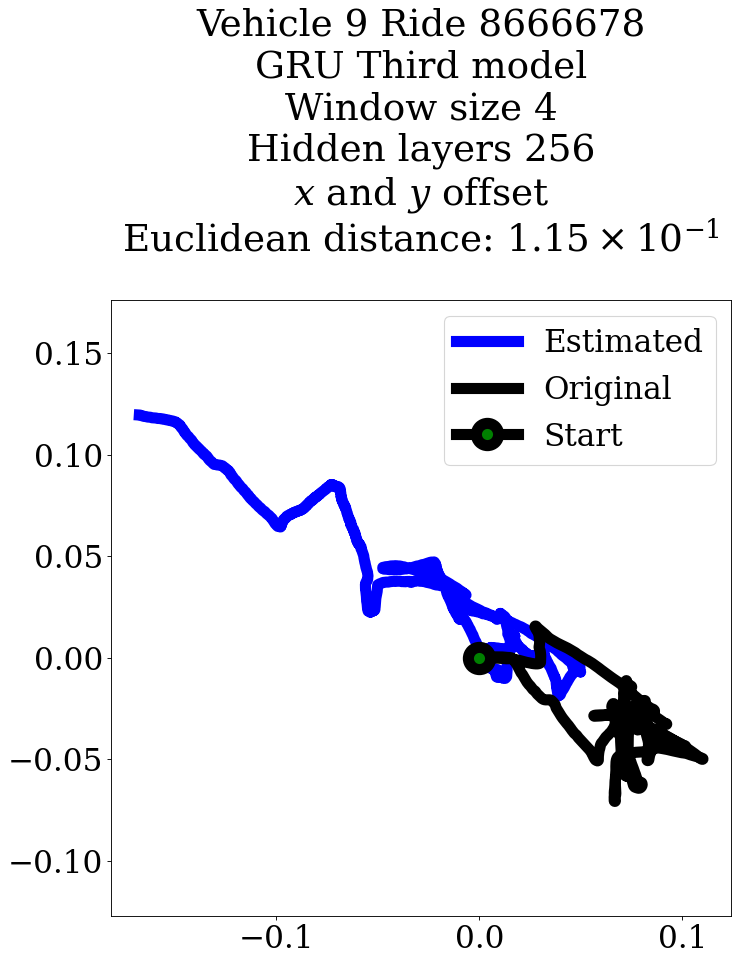 Vehicle 9 Ride 8666678
GRU Third model
Window size 4
Hidden layers 256
x and y offset
Euclidean distance: 1.15 × 10⁻¹
Estimated
Original
Start
0.15
0.10
0.05
0.00
−0.05
−0.10
−0.1 0.0 0.1